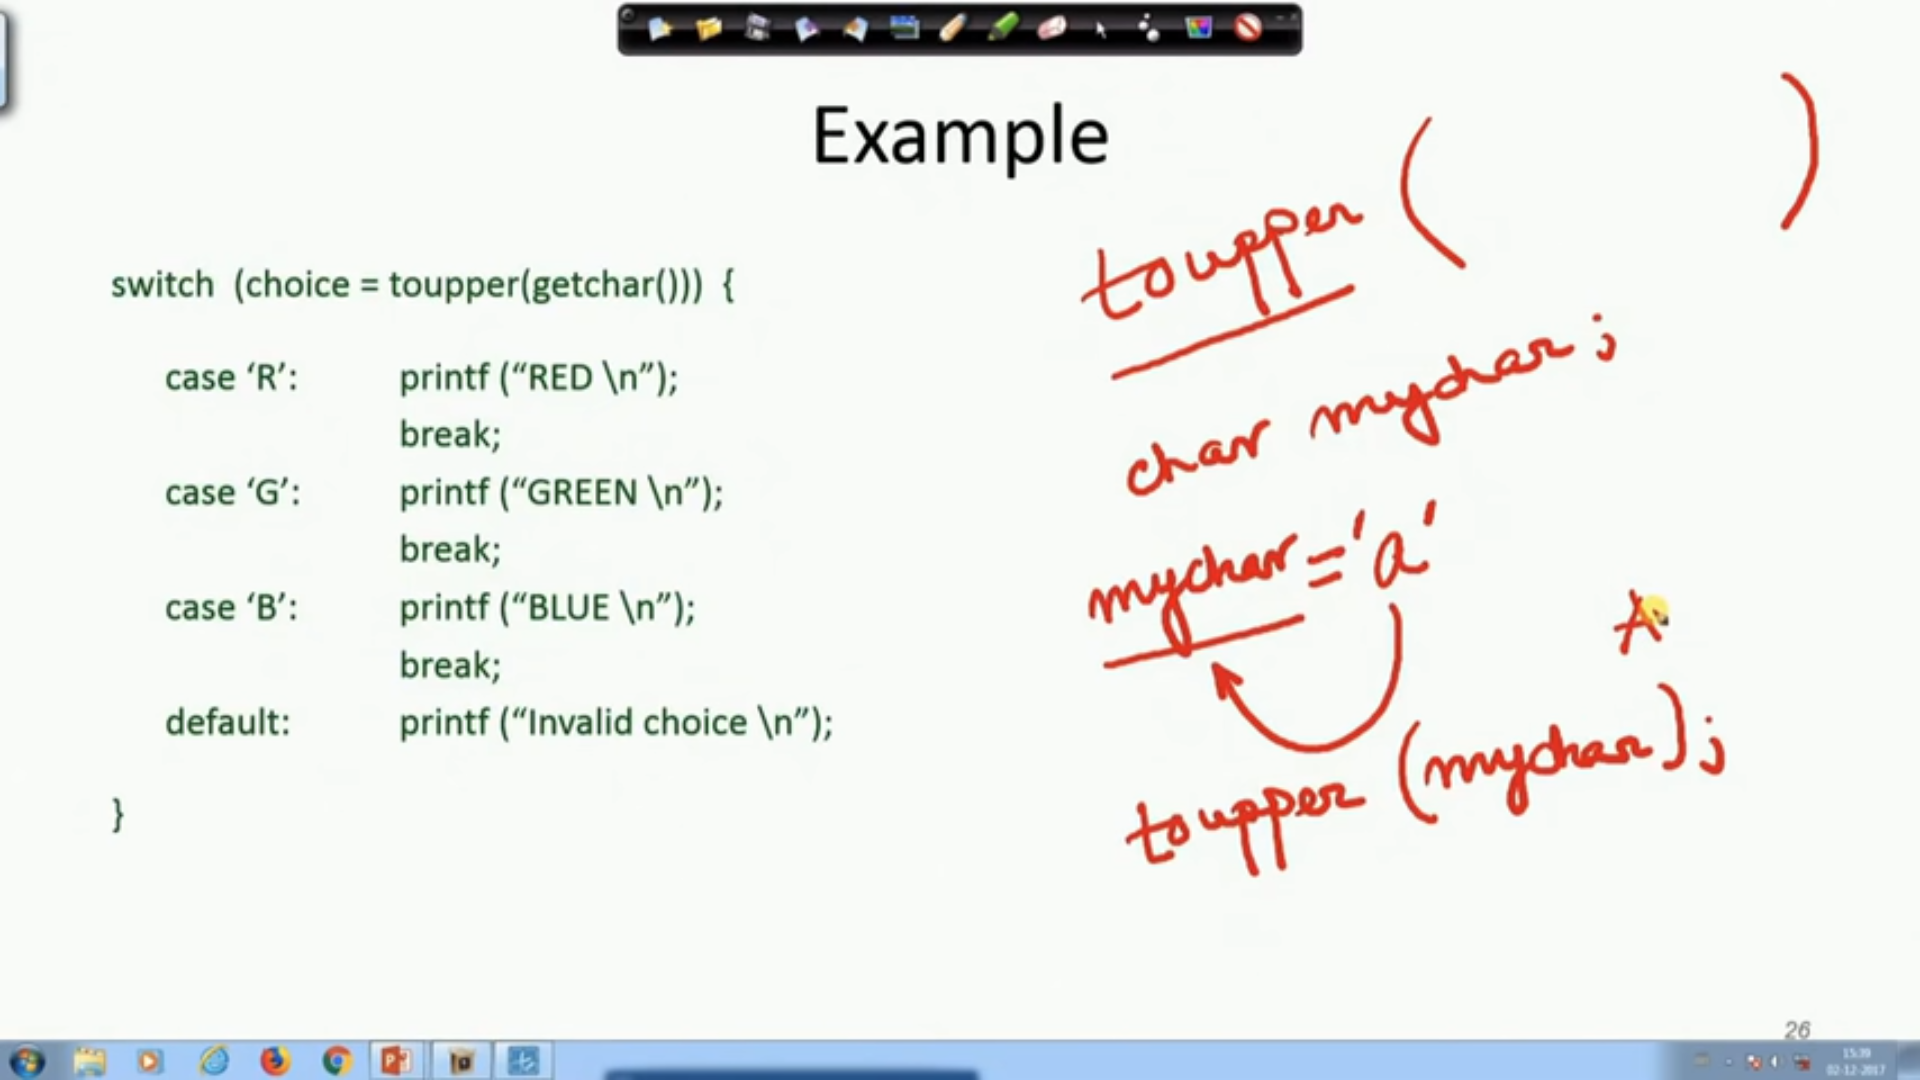 Example
switch (choice = toupper(getchar())) {
case ‘R’: printf (“RED \n”);
break;
case ‘G’: printf (“GREEN \n”);
break;
case ‘B’: printf (“BLUE \n”);
break;
default: printf (“Invalid choice \n”);
}
toupper ( )
char mychar ;
mychar = 'a'
A
toupper (mychar) ;
26
15:39
02-12-2017